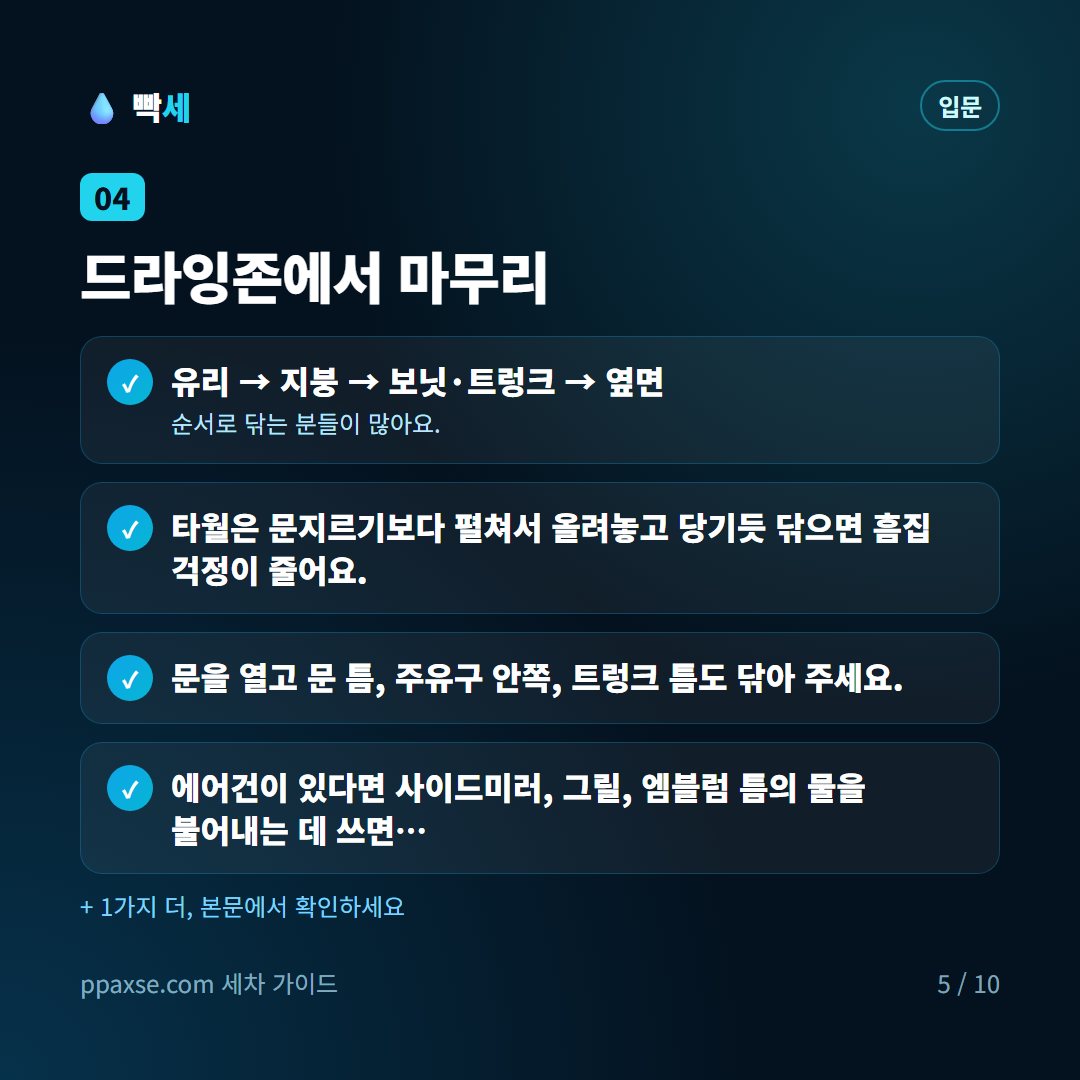 빡세
입문
04
드라잉존에서 마무리
유리 → 지붕 → 보닛·트렁크 → 옆면
순서로 닦는 분들이 많아요.
타월은 문지르기보다 펼쳐서 올려놓고 당기듯 닦으면 흠집
걱정이 줄어요.
문을 열고 문 틈, 주유구 안쪽, 트렁크 틈도 닦아 주세요.
에어건이 있다면 사이드미러, 그릴, 엠블럼 틈의 물을
불어내는 데 쓰면…
+ 1가지 더, 본문에서 확인하세요
ppaxse.com 세차 가이드
5 / 10